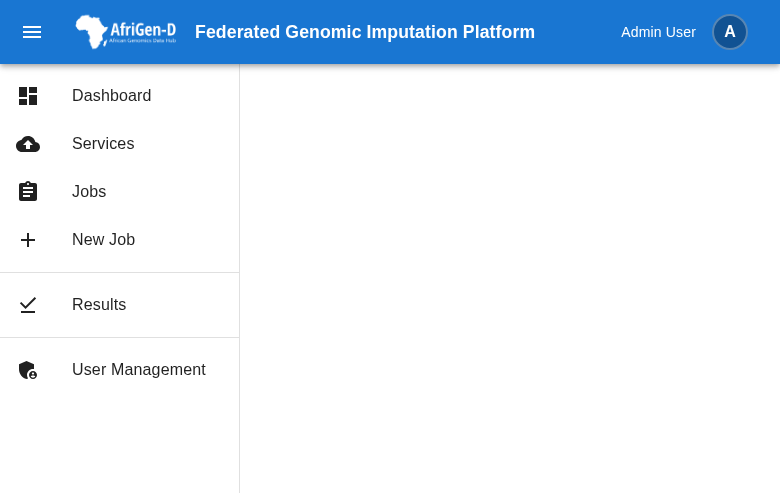 AfriGen-D
African Genomics Data Hub
Federated Genomic Imputation Platform
Admin User
A
Dashboard
Services
Jobs
New Job
Results
User Management